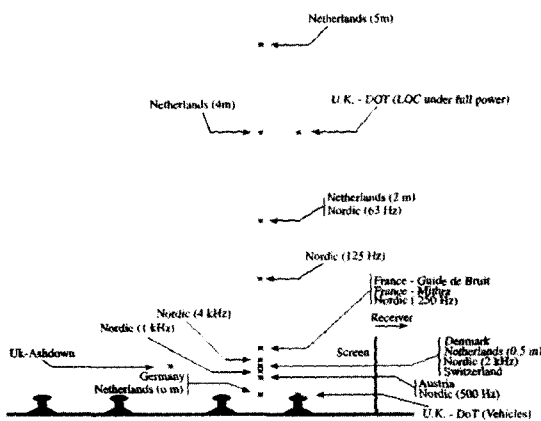 Netherlands (5m)
Netherlands (4m)
U.K. - DOT (LOC under full power)
Netherlands (2 m)
Nordic (63 Hz)
Nordic (125 Hz)
France - Guide de Bruit
France - Mithra
Nordic (250 Hz)
Receiver
Nordic (4 kHz)
Nordic (1 kHz)
Uk-Ashdown
Screen
Denmark
Netherlands (0.5 m)
Nordic (2 kHz)
Switzerland
Germany
Netherlands (o m)
Austria
Nordic (500 Hz)
U.K. - DoT (Vehicles)